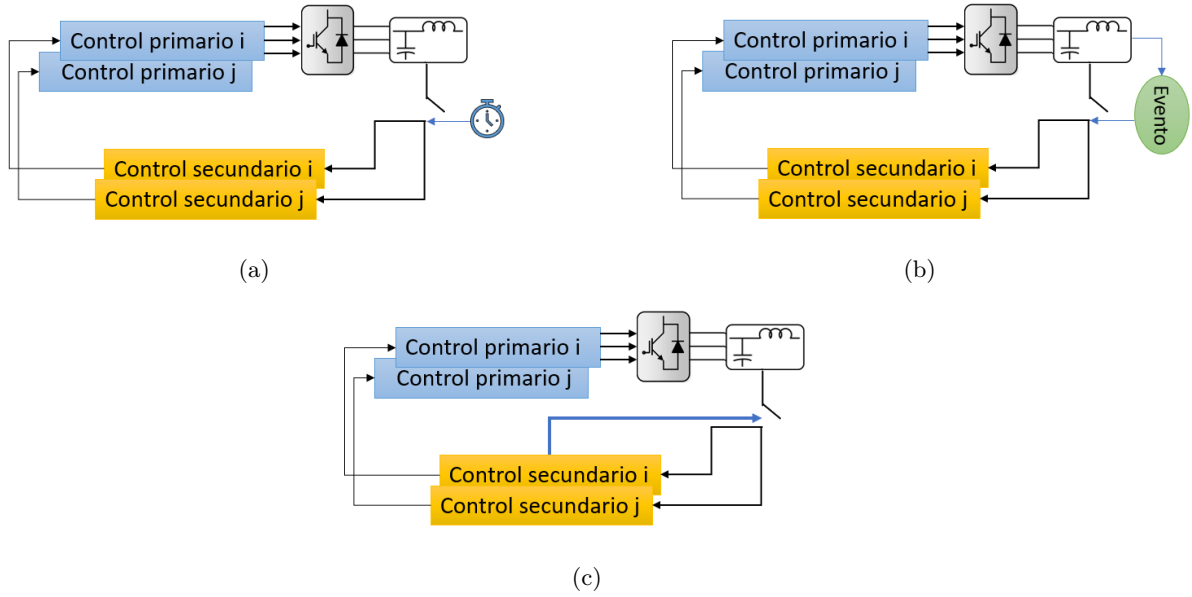 Control primario i
Control primario j
Control secundario i
Control secundario j
(a)
Control primario i
Control primario j
Evento
Control secundario i
Control secundario j
(b)
Control primario i
Control primario j
Control secundario i
Control secundario j
(c)